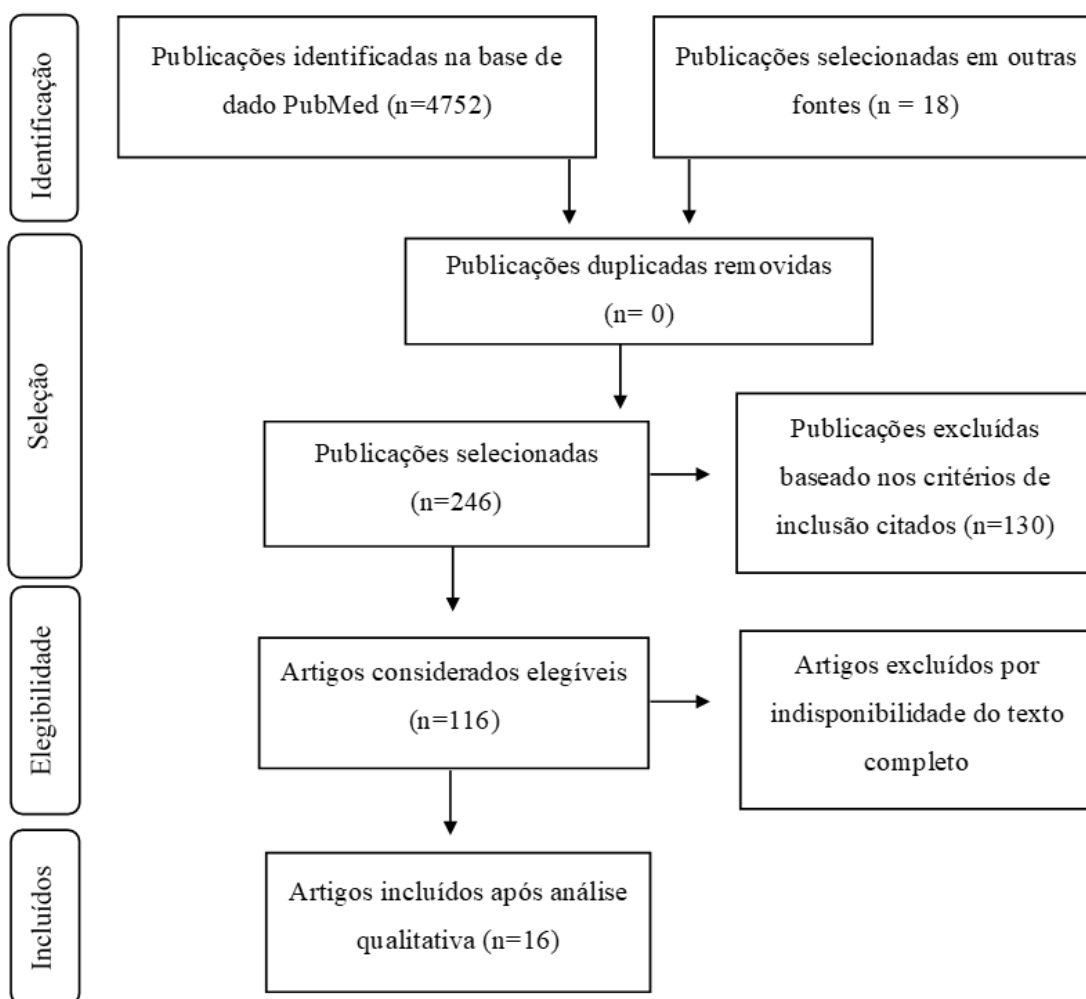 Identificação
Publicações identificadas na base de
dado PubMed (n=4752)
Publicações selecionadas em outras
fontes (n = 18)
Seleção
Publicações duplicadas removidas
(n= 0)
Publicações selecionadas
(n=246)
Publicações excluídas
baseado nos critérios de
inclusão citados (n=130)
Elegibilidade
Artigos considerados elegíveis
(n=116)
Artigos excluídos por
indisponibilidade do texto
completo
Incluídos
Artigos incluídos após análise
qualitativa (n=16)